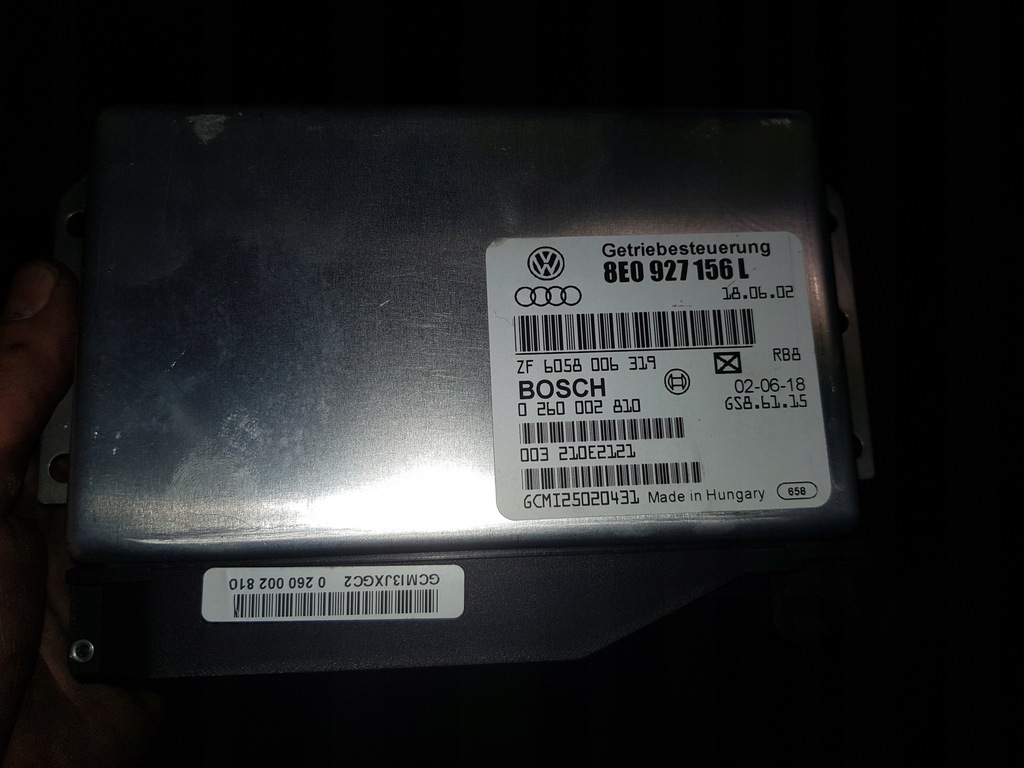 Getriebesteuerung
8E0 927 156 L
18.06.02
ZF 6058 006 319
RB8
BOSCH
02-06-18
0 260 002 810
GS8.61.15
003 210E2121
GCMI25020431 Made in Hungary 658
GCMI3JXGC2 0 260 002 810